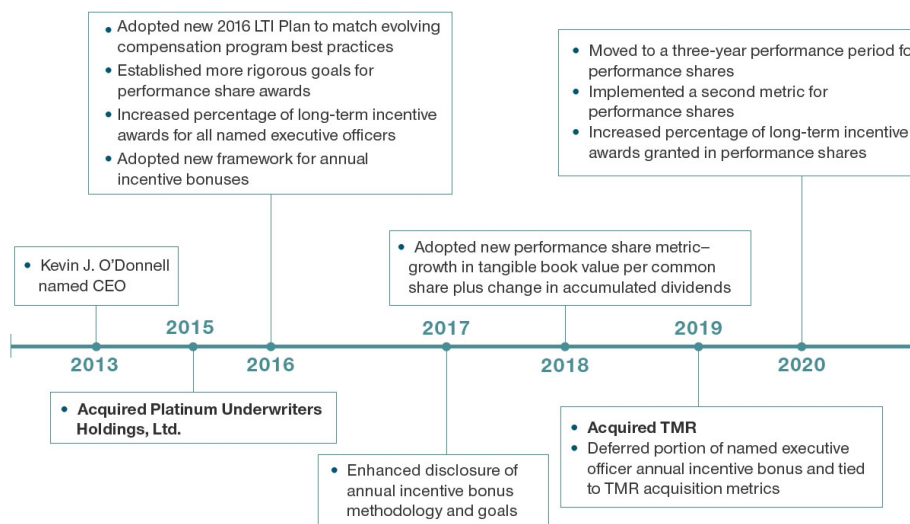 • Adopted new 2016 LTI Plan to match evolving
compensation program best practices
• Established more rigorous goals for
performance share awards
• Increased percentage of long-term incentive
awards for all named executive officers
• Adopted new framework for annual
incentive bonuses
• Moved to a three-year performance period fo
performance shares
• Implemented a second metric for
performance shares
• Increased percentage of long-term incentive
awards granted in performance shares
• Kevin J. O'Donnell
named CEO
• Adopted new performance share metric–
growth in tangible book value per common
share plus change in accumulated dividends
2015
2017
2019
2013
2016
2018
2020
• Acquired Platinum Underwriters
Holdings, Ltd.
• Enhanced disclosure of
annual incentive bonus
methodology and goals
• Acquired TMR
• Deferred portion of named executive
officer annual incentive bonus and tied
to TMR acquisition metrics